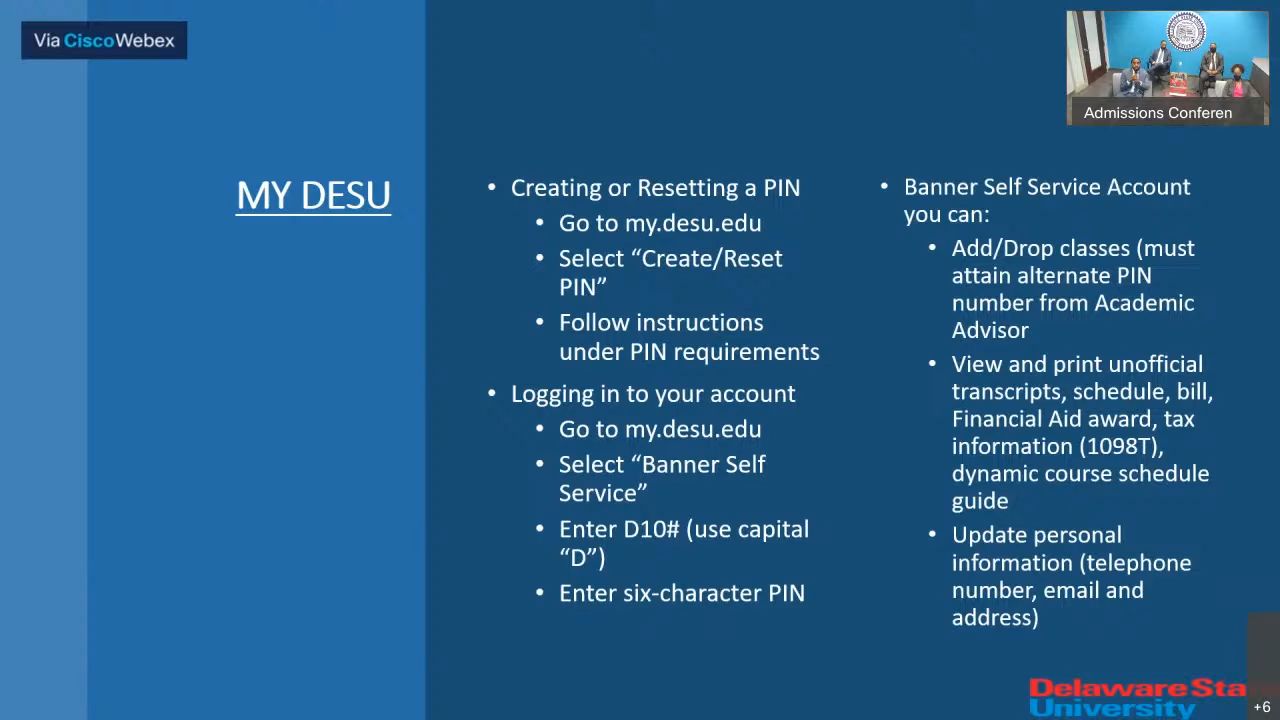 Via CiscoWebex
Admissions Conferen
MY DESU
• Creating or Resetting a PIN
• Go to my.desu.edu
• Select “Create/Reset
PIN”
• Follow instructions
under PIN requirements
• Logging in to your account
• Go to my.desu.edu
• Select “Banner Self
Service”
• Enter D10# (use capital
“D”)
• Enter six-character PIN
• Banner Self Service Account
you can:
• Add/Drop classes (must
attain alternate PIN
number from Academic
Advisor
• View and print unofficial
transcripts, schedule, bill,
Financial Aid award, tax
information (1098T),
dynamic course schedule
guide
• Update personal
information (telephone
number, email and
address)
Delaware Sta
University
+6